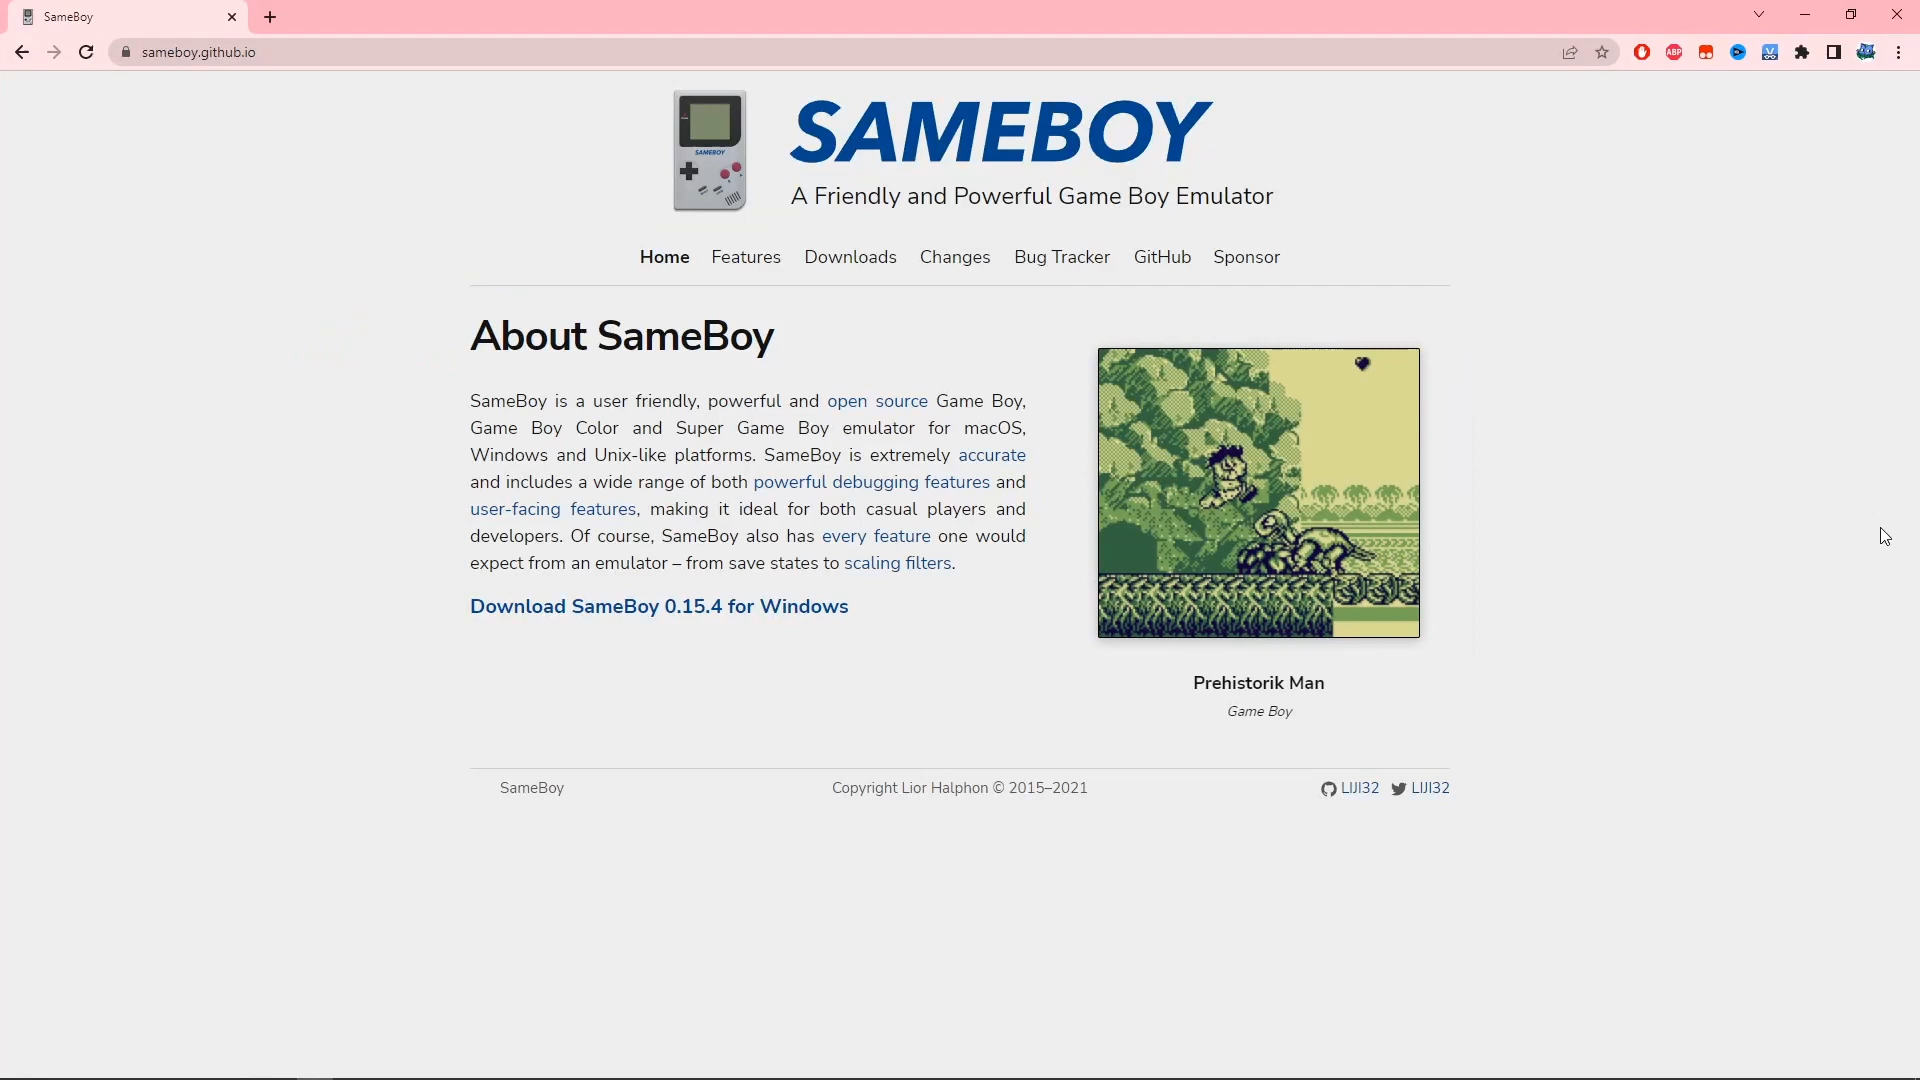 SameBoy
sameboy.github.io
ABP
SAMEBOY
SAMEBOY
A Friendly and Powerful Game Boy Emulator
Home Features Downloads Changes Bug Tracker GitHub Sponsor
About SameBoy
SameBoy is a user friendly, powerful and open source Game Boy,
Game Boy Color and Super Game Boy emulator for macOS,
Windows and Unix-like platforms. SameBoy is extremely accurate
and includes a wide range of both powerful debugging features and
user-facing features, making it ideal for both casual players and
developers. Of course, SameBoy also has every feature one would
expect from an emulator – from save states to scaling filters.
Download SameBoy 0.15.4 for Windows
Prehistorik Man
Game Boy
SameBoy Copyright Lior Halphon © 2015–2021 LIJI32 LIJI32